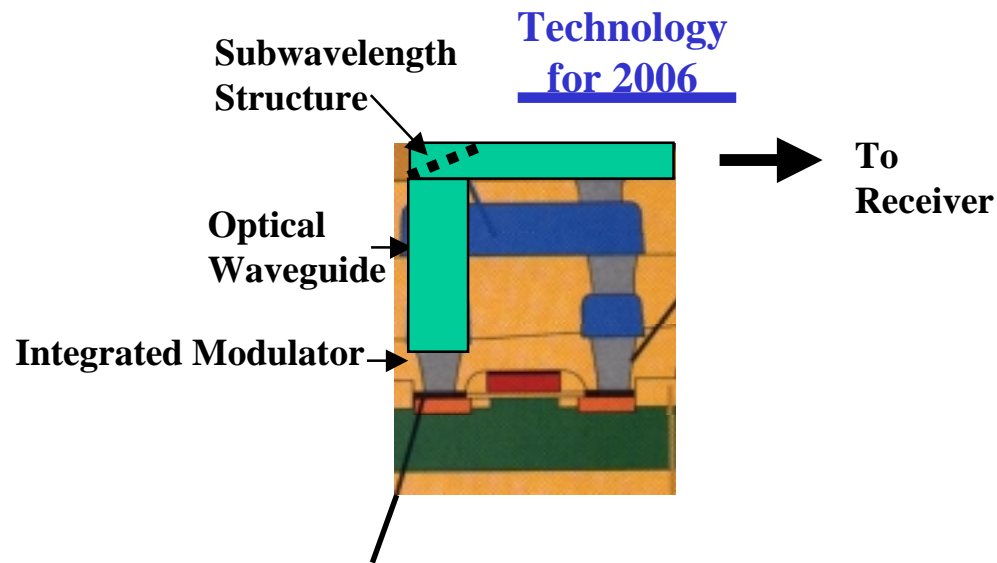 Technology
for 2006
Subwavelength
Structure
To
Receiver
Optical
Waveguide
Integrated Modulator